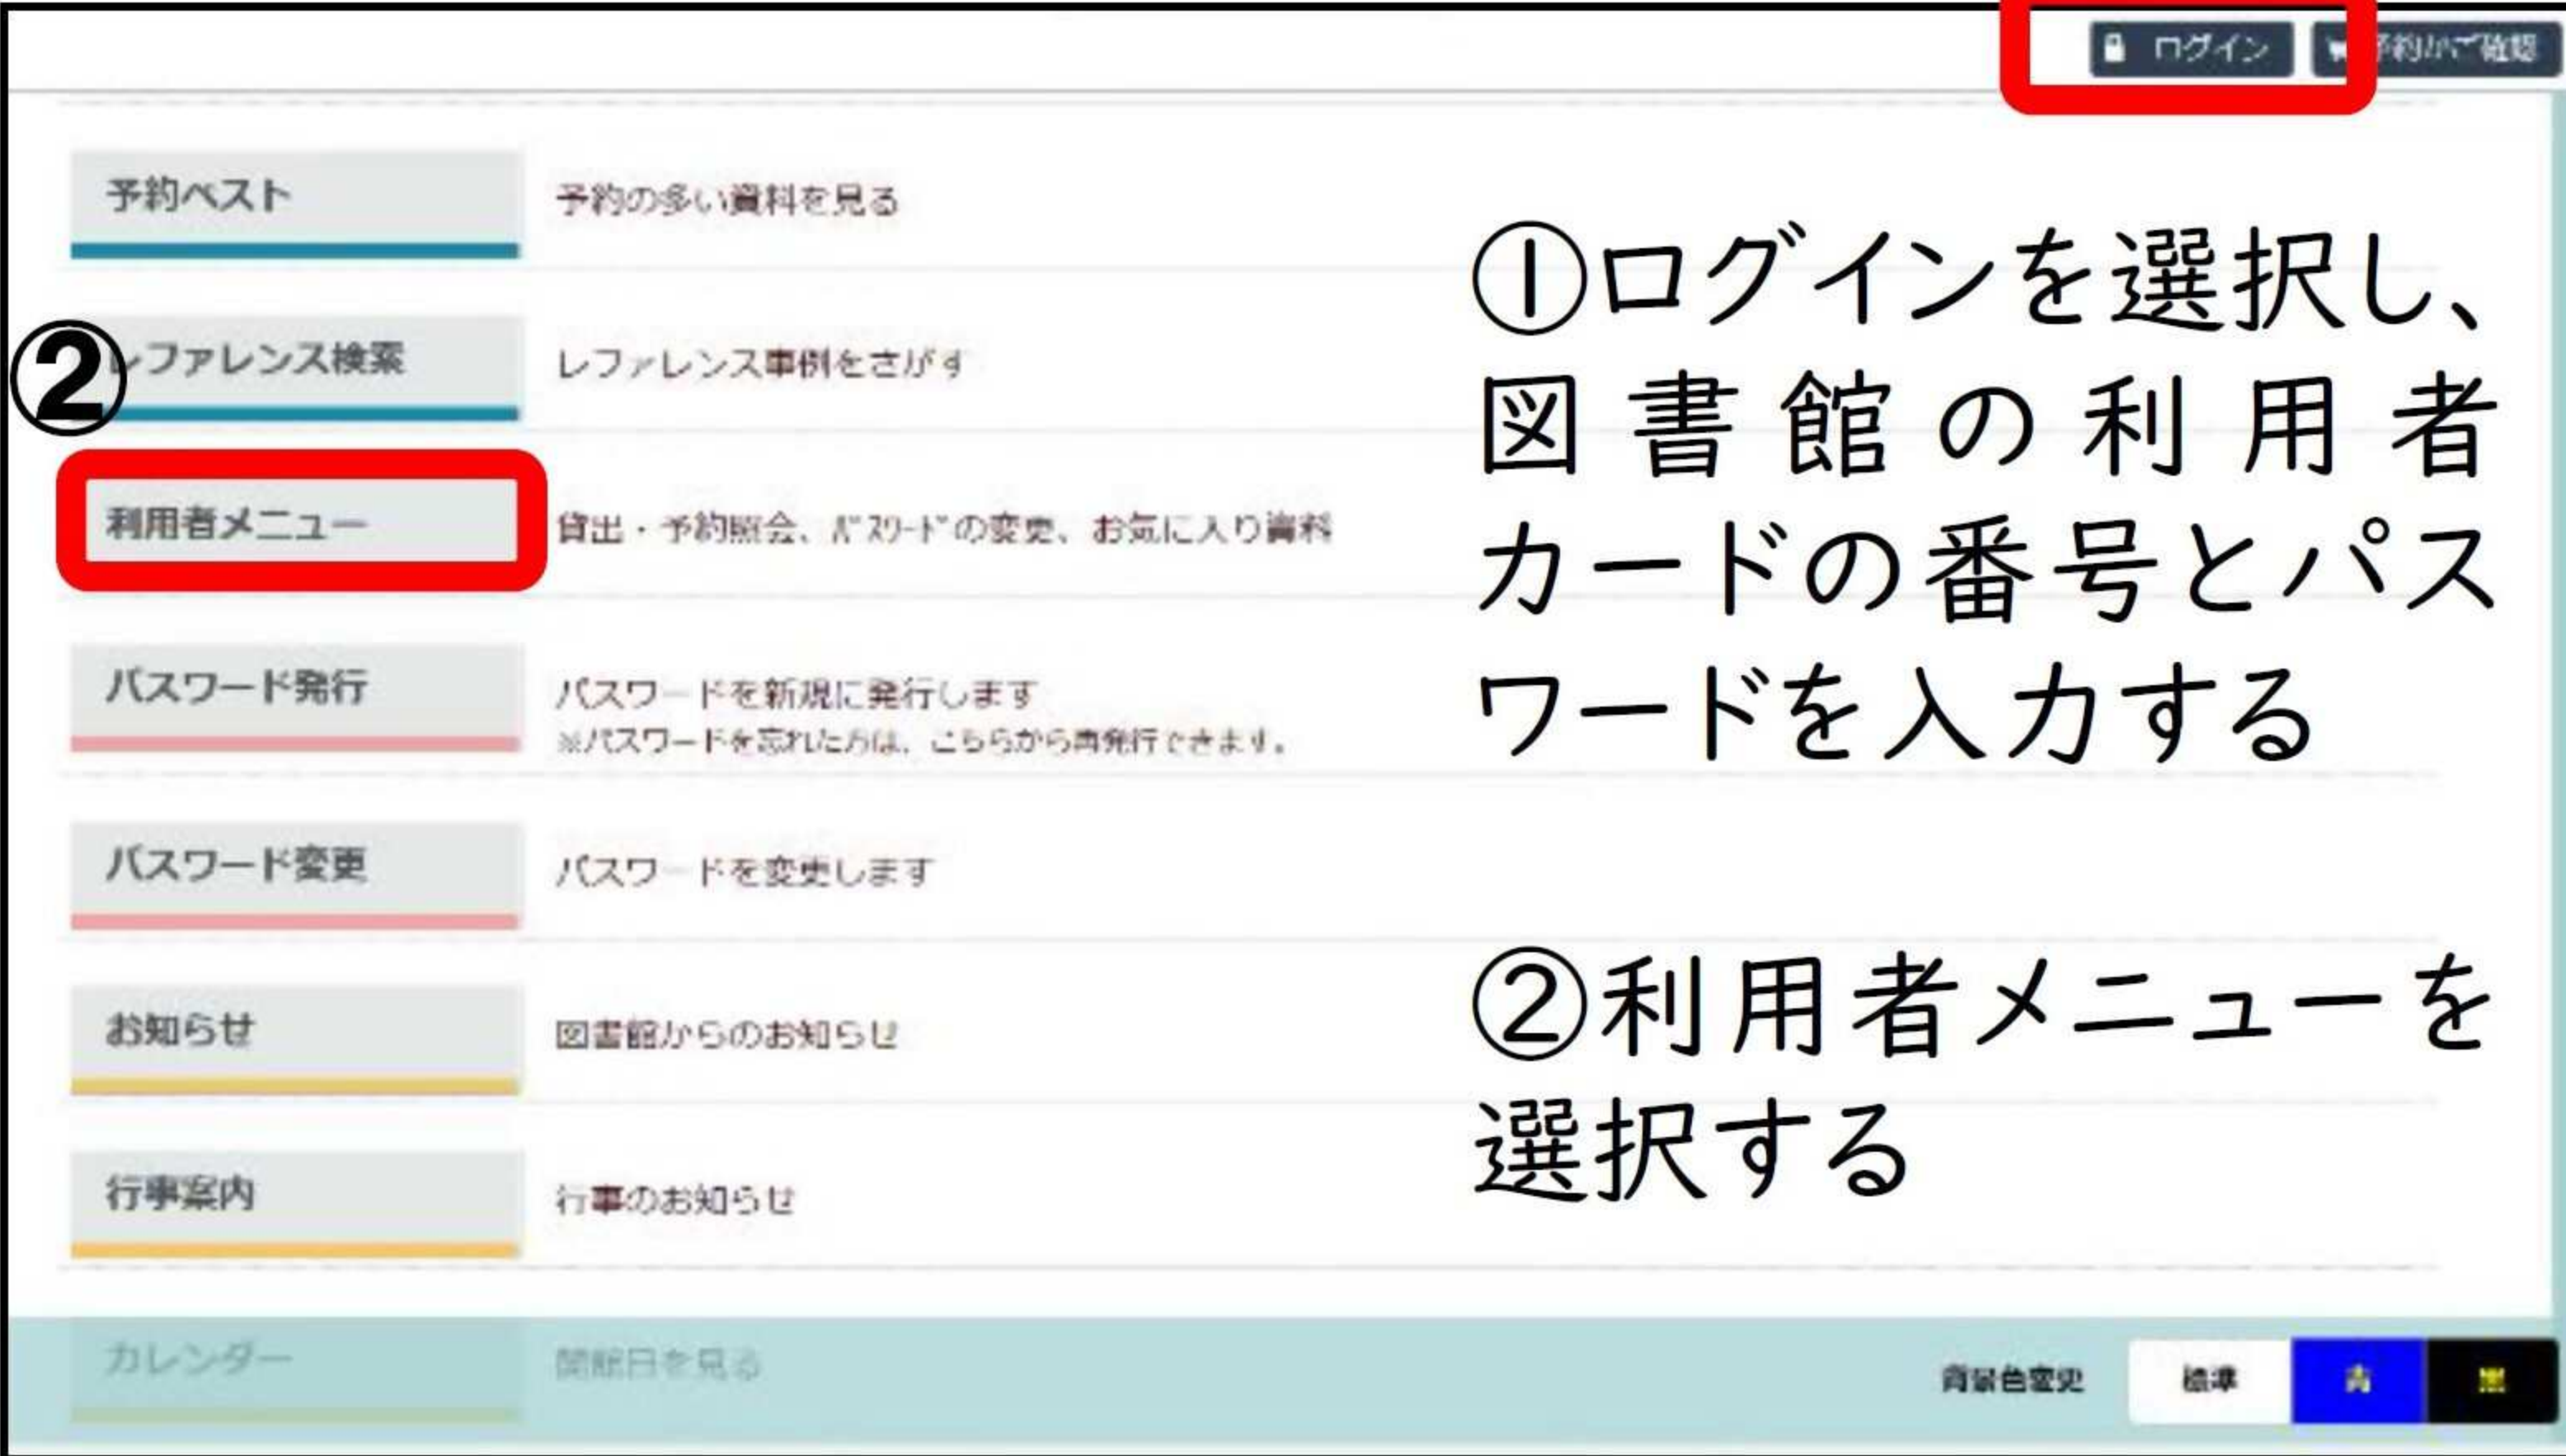 ログイン
予約かご確認
予約ベスト
予約の多い資料を見る
②
レファレンス検索
レファレンス事例をさがす
利用者メニュー
貸出・予約照会、ﾊﾟｽﾜｰﾄﾞの変更、お気に入り資料
パスワード発行
パスワードを新規に発行します
※パスワードを忘れた方は、こちらから再発行できます。
パスワード変更
パスワードを変更します
お知らせ
図書館からのお知らせ
行事案内
行事のお知らせ
カレンダー
開館日を見る
①ログインを選択し、
図書館の利用者
カードの番号とパス
ワードを入力する
②利用者メニューを
選択する
背景色変更
標準
青
黒